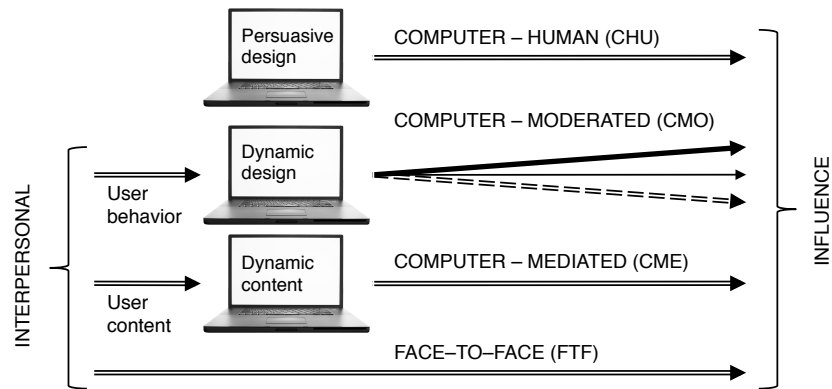 Persuasive
design
COMPUTER – HUMAN (CHU)
COMPUTER – MODERATED (CMO)
Dynamic
design
User
behavior
INTERPERSONAL
INFLUENCE
Dynamic
content
COMPUTER – MEDIATED (CME)
User
content
FACE–TO–FACE (FTF)